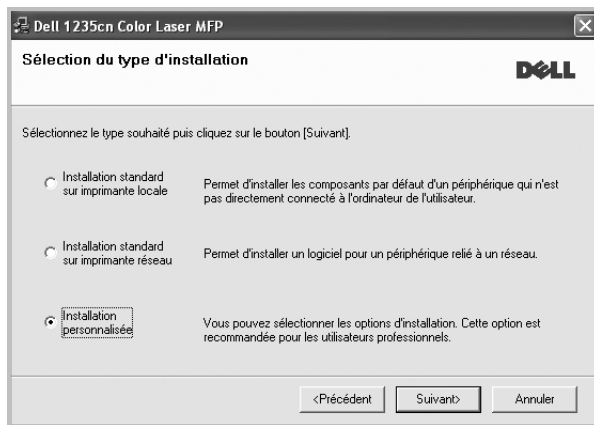 Dell 1235cn Color Laser MFP
Sélection du type d'installation
DELL
Sélectionnez le type souhaité puis cliquez sur le bouton [Suivant].
Installation standard
sur imprimante locale
Permet d'installer les composants par défaut d'un périphérique qui n'est
pas directement connecté à l'ordinateur de l'utilisateur.
Installation standard
sur imprimante réseau
Permet d'installer un logiciel pour un périphérique relié à un réseau.
Installation
personnalisée
Vous pouvez sélectionner les options d'installation. Cette option est
recommandée pour les utilisateurs professionnels.
<Précédent
Suivant>
Annuler